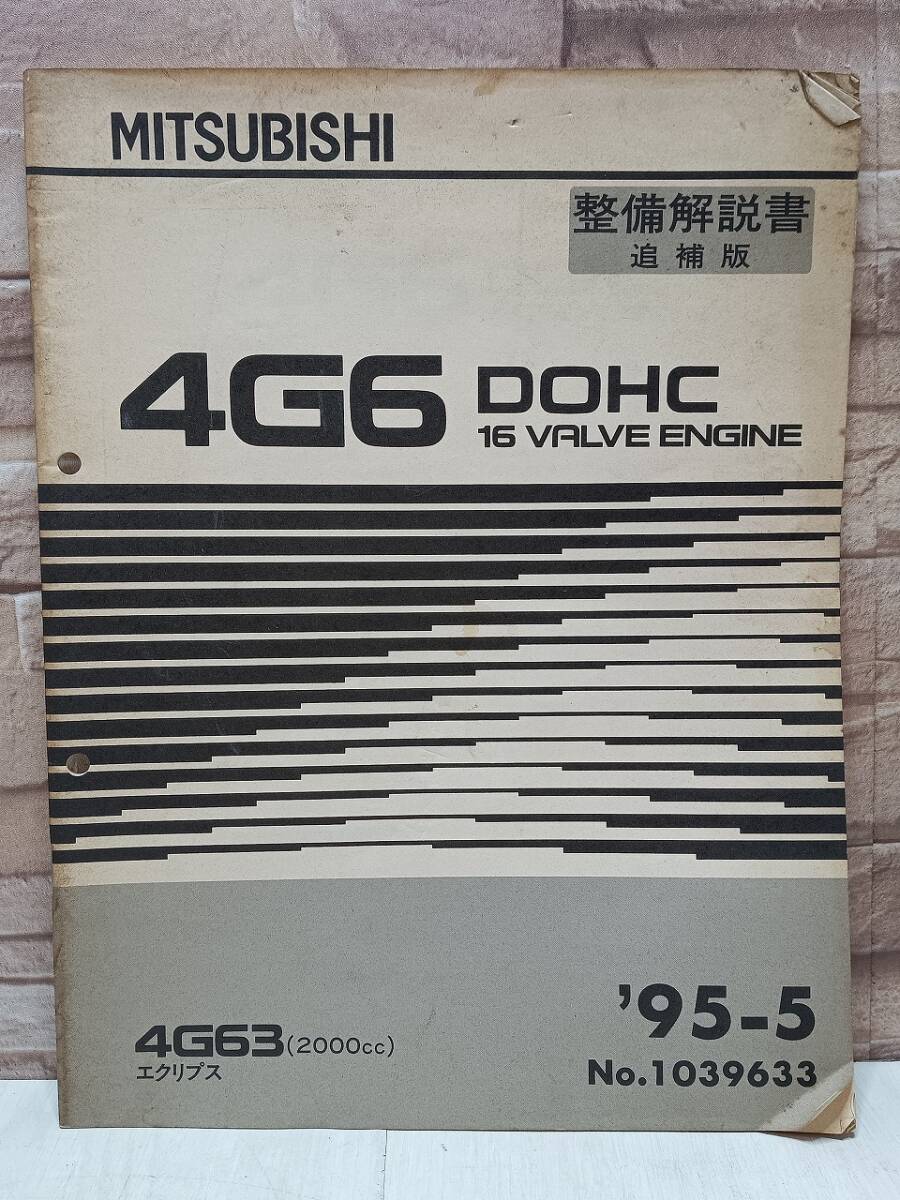 MITSUBISHI
整備解説書
追補版
4G6 DOHC
16 VALVE ENGINE
'95-5
4G63(2000cc)
エクリプス
No.1039633